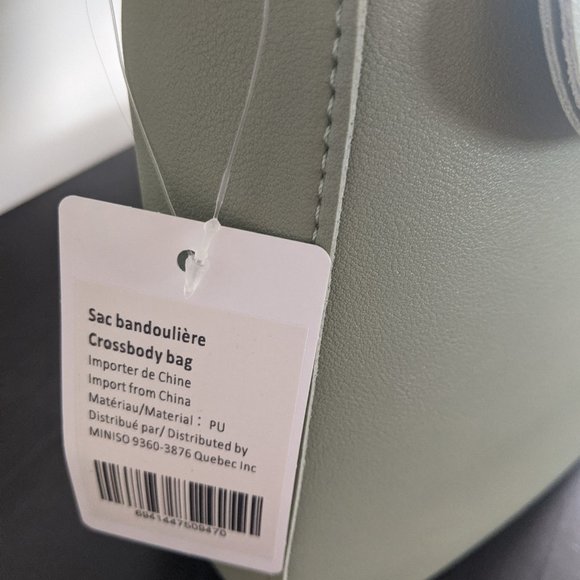 Sac bandoulière
Crossbody bag
Importer de Chine
Import from China
Matériau/Material： PU
Distribué par/ Distributed by
MINISO 9360-3876 Quebec Inc
6941447509470